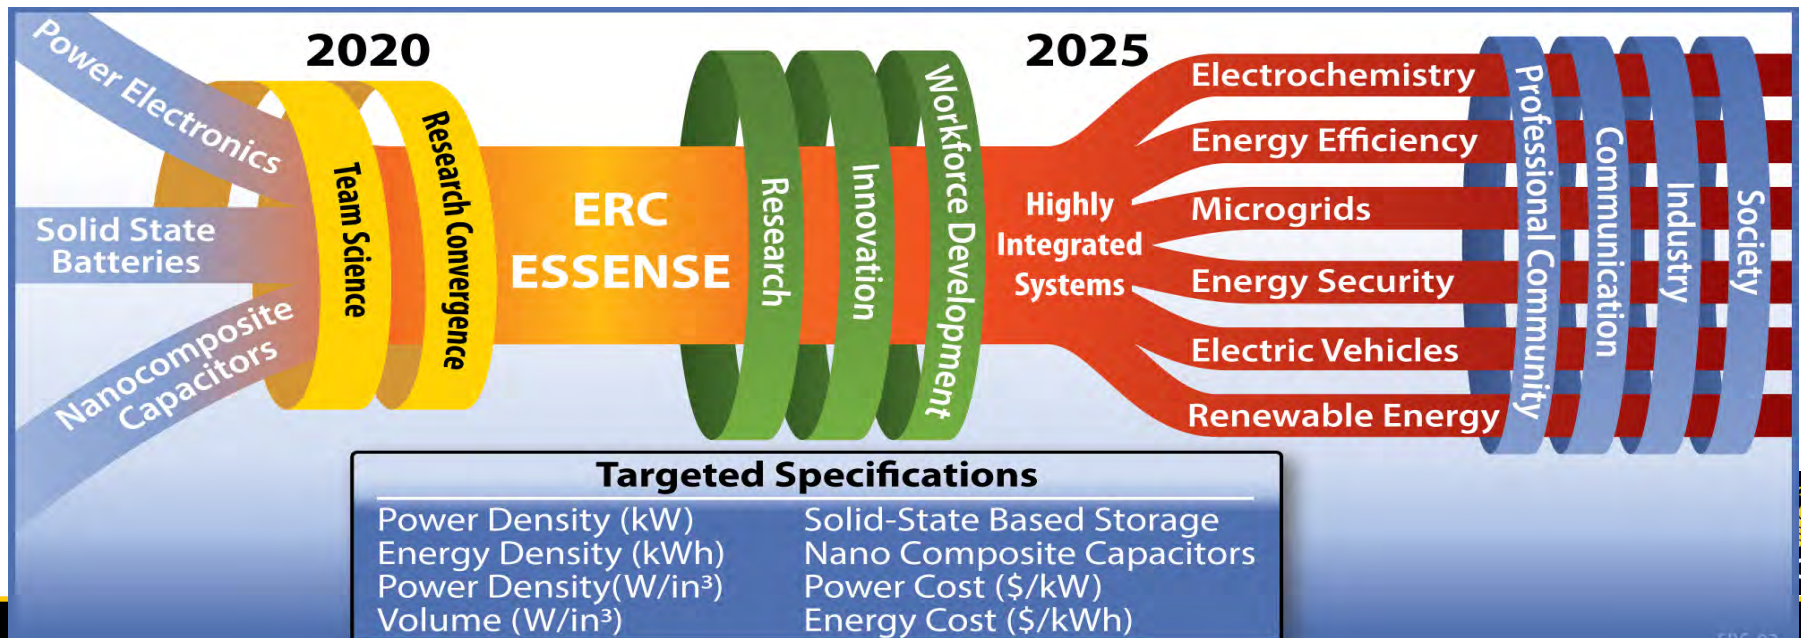 2020
2025
Power Electronics
Solid State
Batteries
Nanocomposite
Capacitors
Team Science
Research Convergence
ERC
ESSENSE
Research
Innovation
Workforce Development
Highly
Integrated
Systems
Electrochemistry
Energy Efficiency
Microgrids
Energy Security
Electric Vehicles
Renewable Energy
Professional Community
Communication
Industry
Society
Targeted Specifications
Power Density (kW)
Energy Density (kWh)
Power Density(W/in³)
Volume (W/in³)
Solid-State Based Storage
Nano Composite Capacitors
Power Cost ($/kW)
Energy Cost ($/kWh)